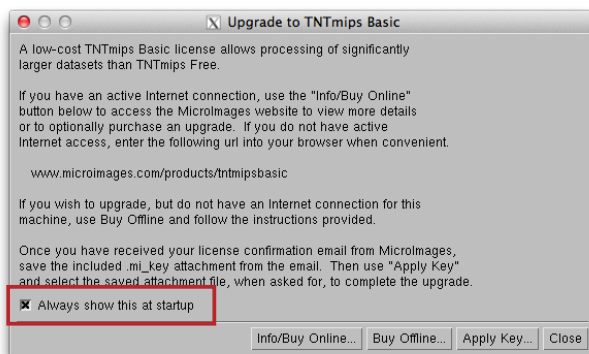 Upgrade to TNTmips Basic
A low-cost TNTmips Basic license allows processing of significantly
larger datasets than TNTmips Free.
If you have an active Internet connection, use the "Info/Buy Online"
button below to access the MicroImages website to view more details
or to optionally purchase an upgrade. If you do not have active
Internet access, enter the following url into your browser when convenient.
www.microimages.com/products/tntmipsbasic
If you wish to upgrade, but do not have an Internet connection for this
machine, use Buy Offline and follow the instructions provided.
Once you have received your license confirmation email from MicroImages,
save the included .mi_key attachment from the email. Then use "Apply Key"
and select the saved attachment file, when asked for, to complete the upgrade.
Always show this at startup
Info/Buy Online... Buy Offline... Apply Key... Close